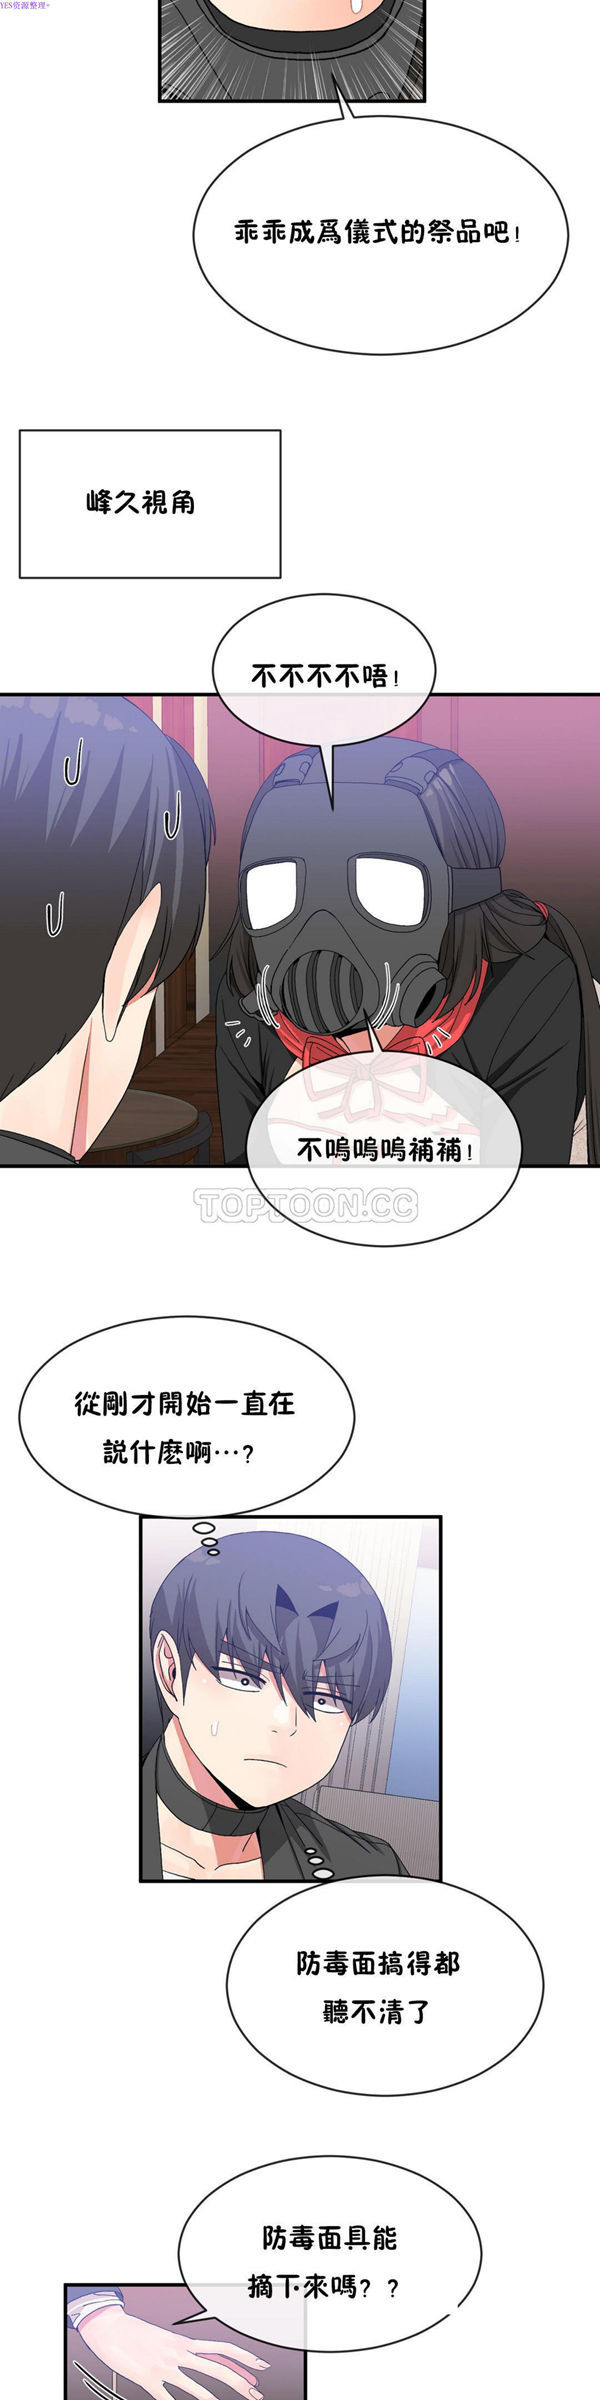 YES资源整理。
乖乖成爲儀式的祭品吧!
峰久視角
不不不不唔!
不嗚嗚嗚補補!
TOPTOON.CC
從剛才開始一直在
說什麽啊…?
防毒面搞得都
聽不清了
防毒面具能
摘下來嗎? ?